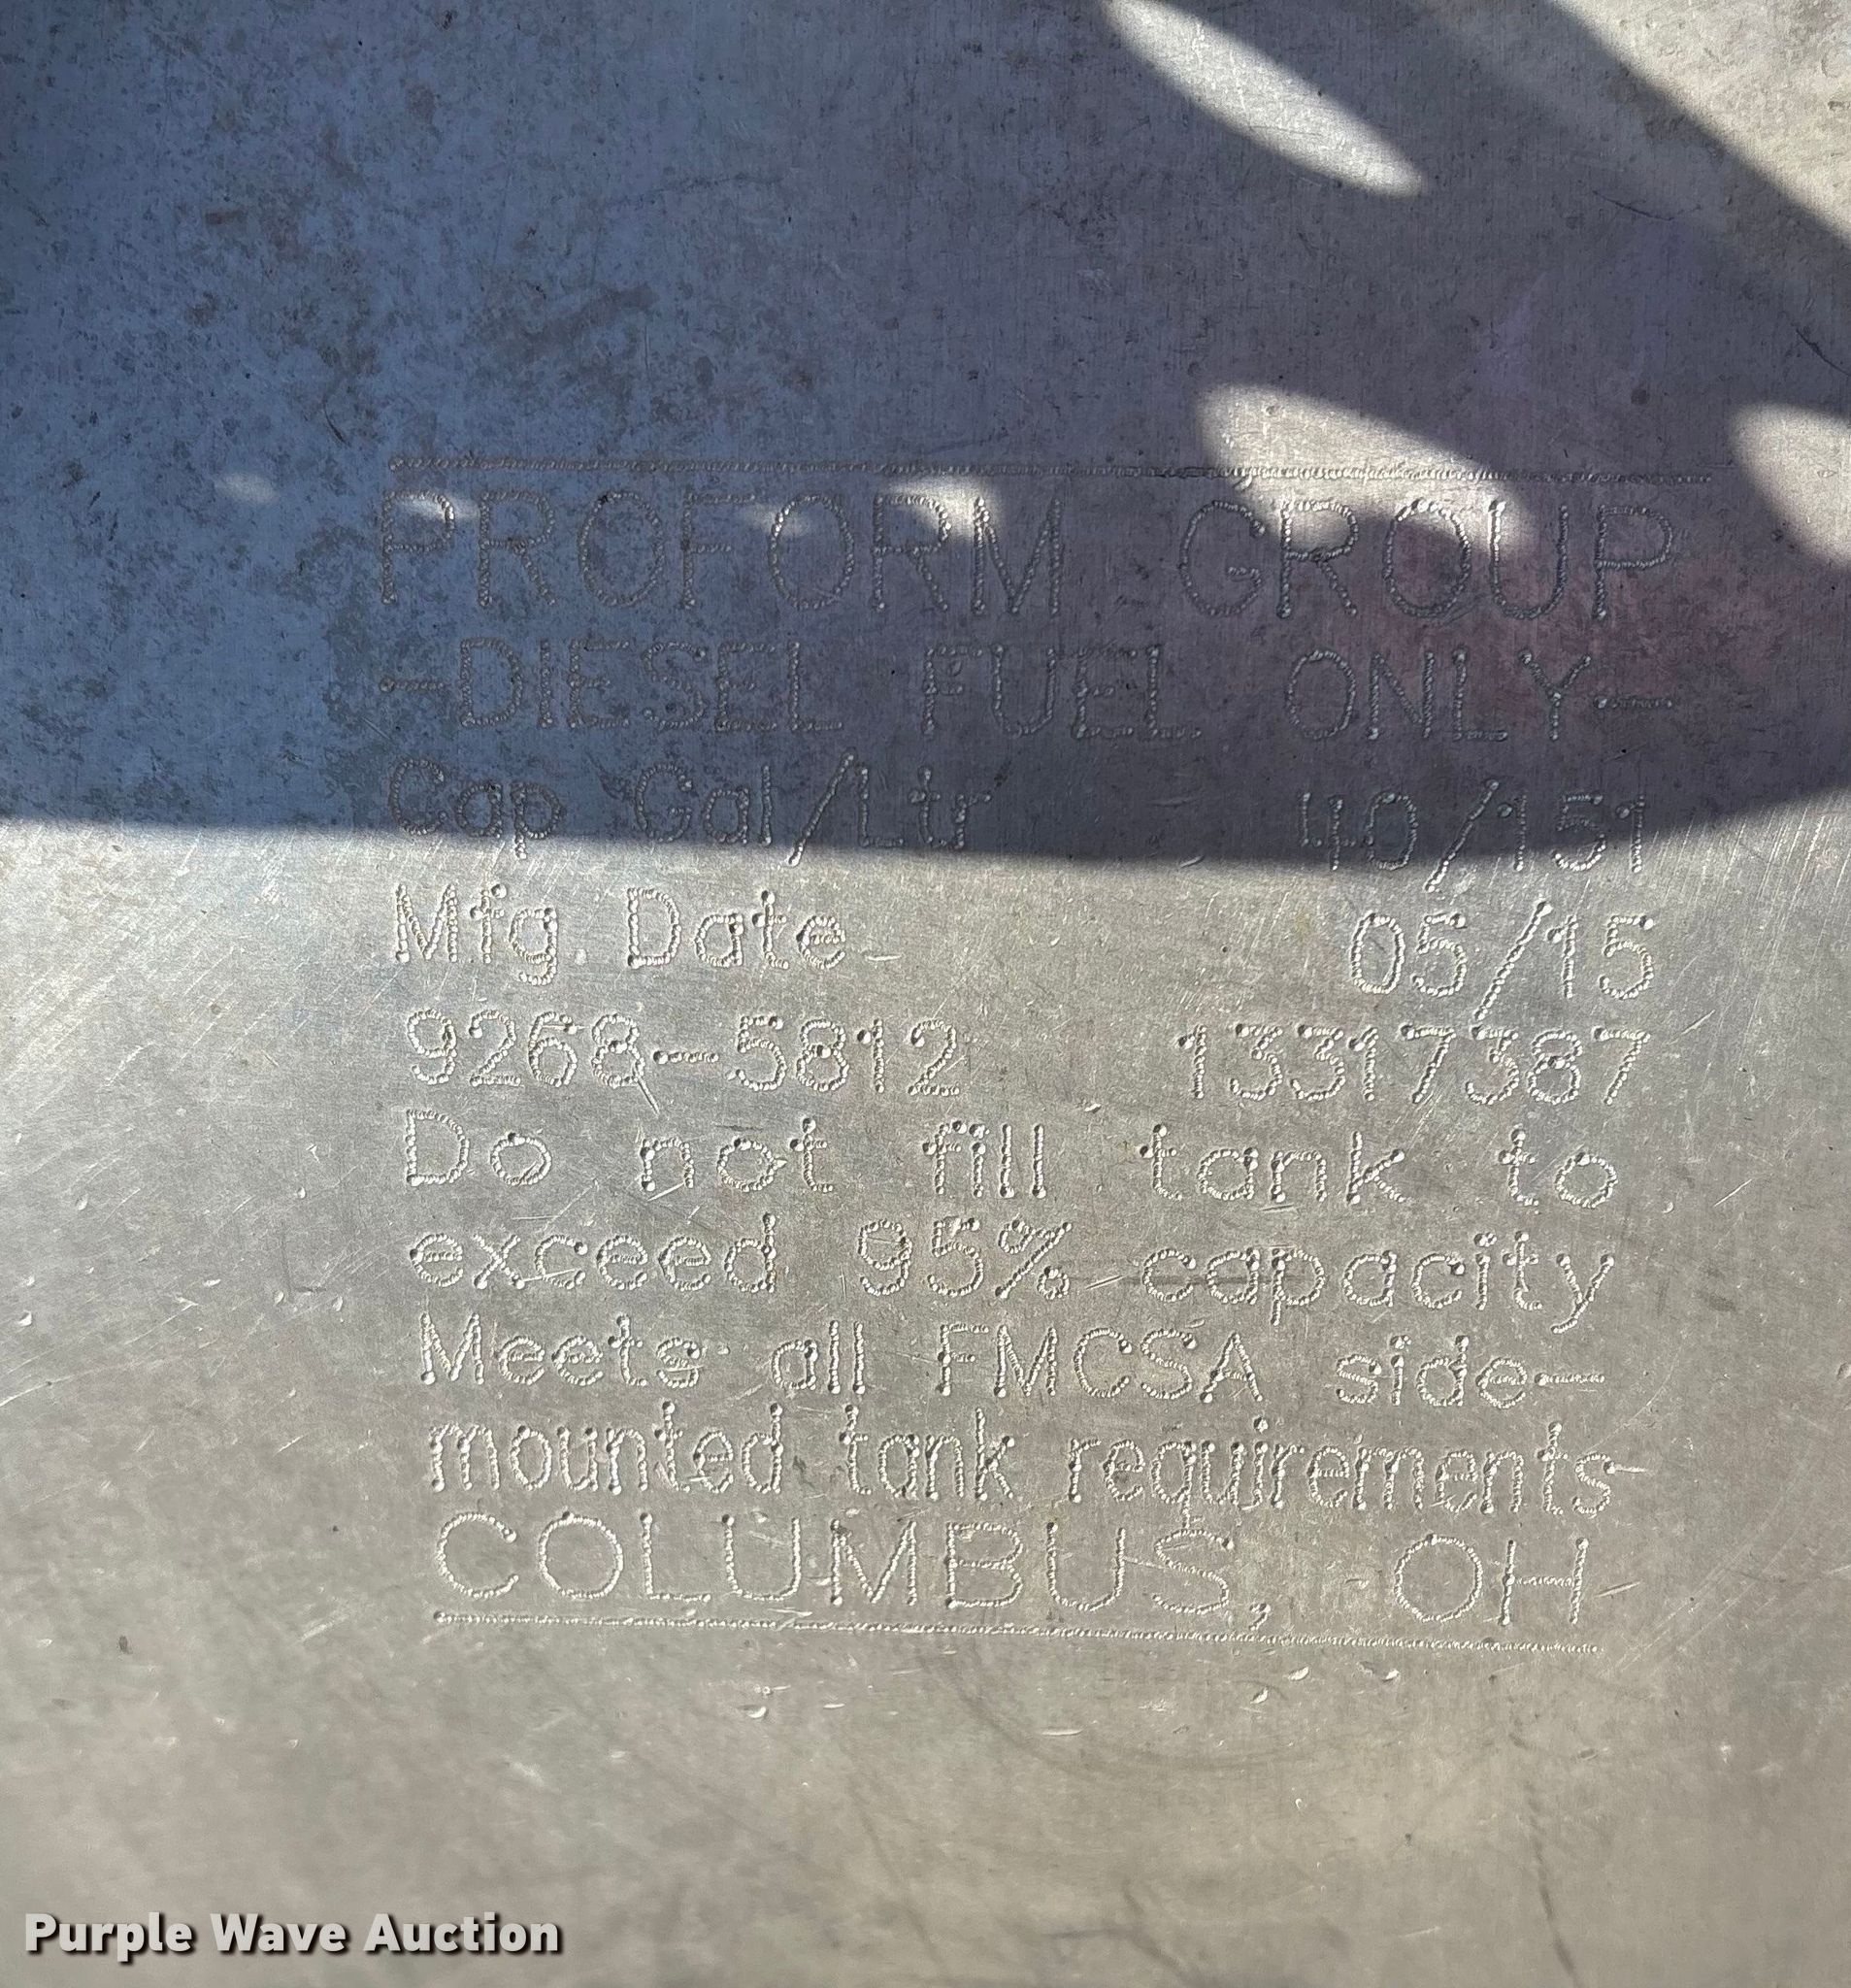 PROFORM GROUP
-DIESEL FUEL ONLY-
Cap Gal/Ltr 40/151
Mfg. Date 05/15
9268-5812 13317387
Do not fill tank to
exceed 95% capacity
Meets all FMCSA side-
mounted tank requirements
COLUMBUS, OH
Purple Wave Auction